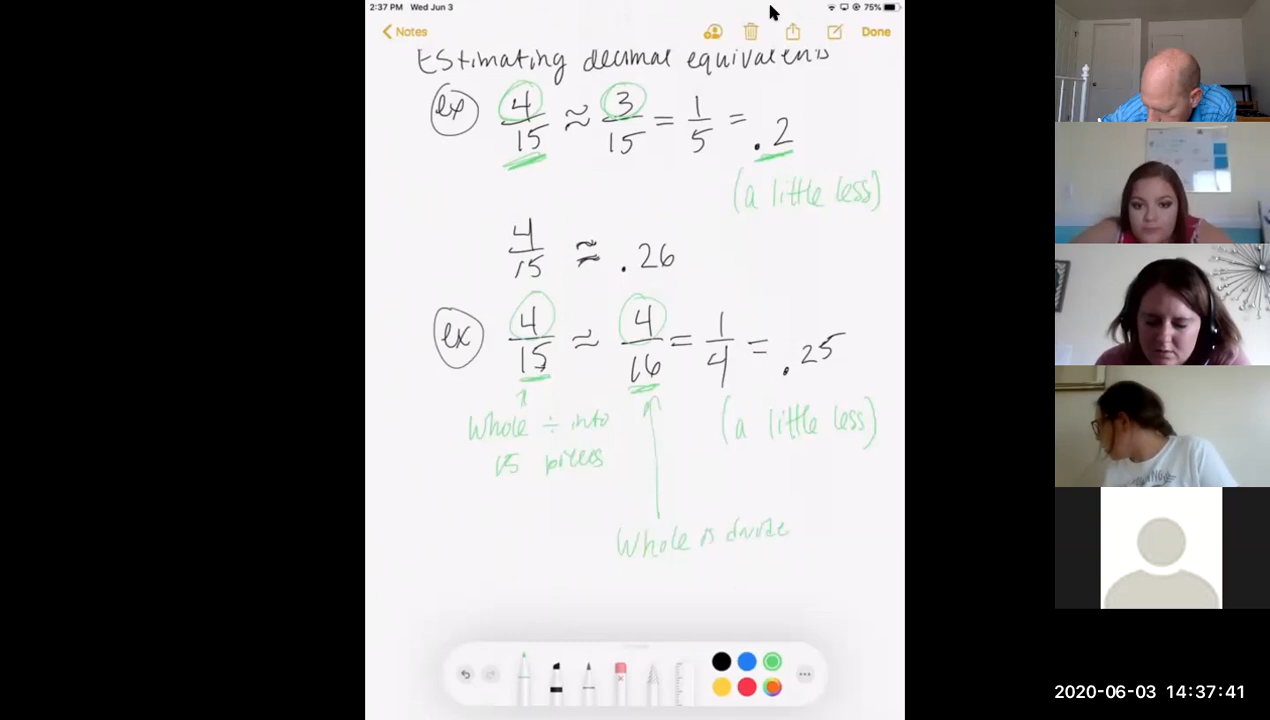 2:37 PM Wed Jun 3
75%
Notes
Done
Estimating decimal equivalents
ex 4/15 ≈ 3/15 = 1/5 = .2
(a little less)
4/15 ≈ .26
ex 4/15 ≈ 4/16 = 1/4 = .25
(a little less)
Whole ÷ into
15 pieces
Whole is divide
2020-06-03 14:37:41